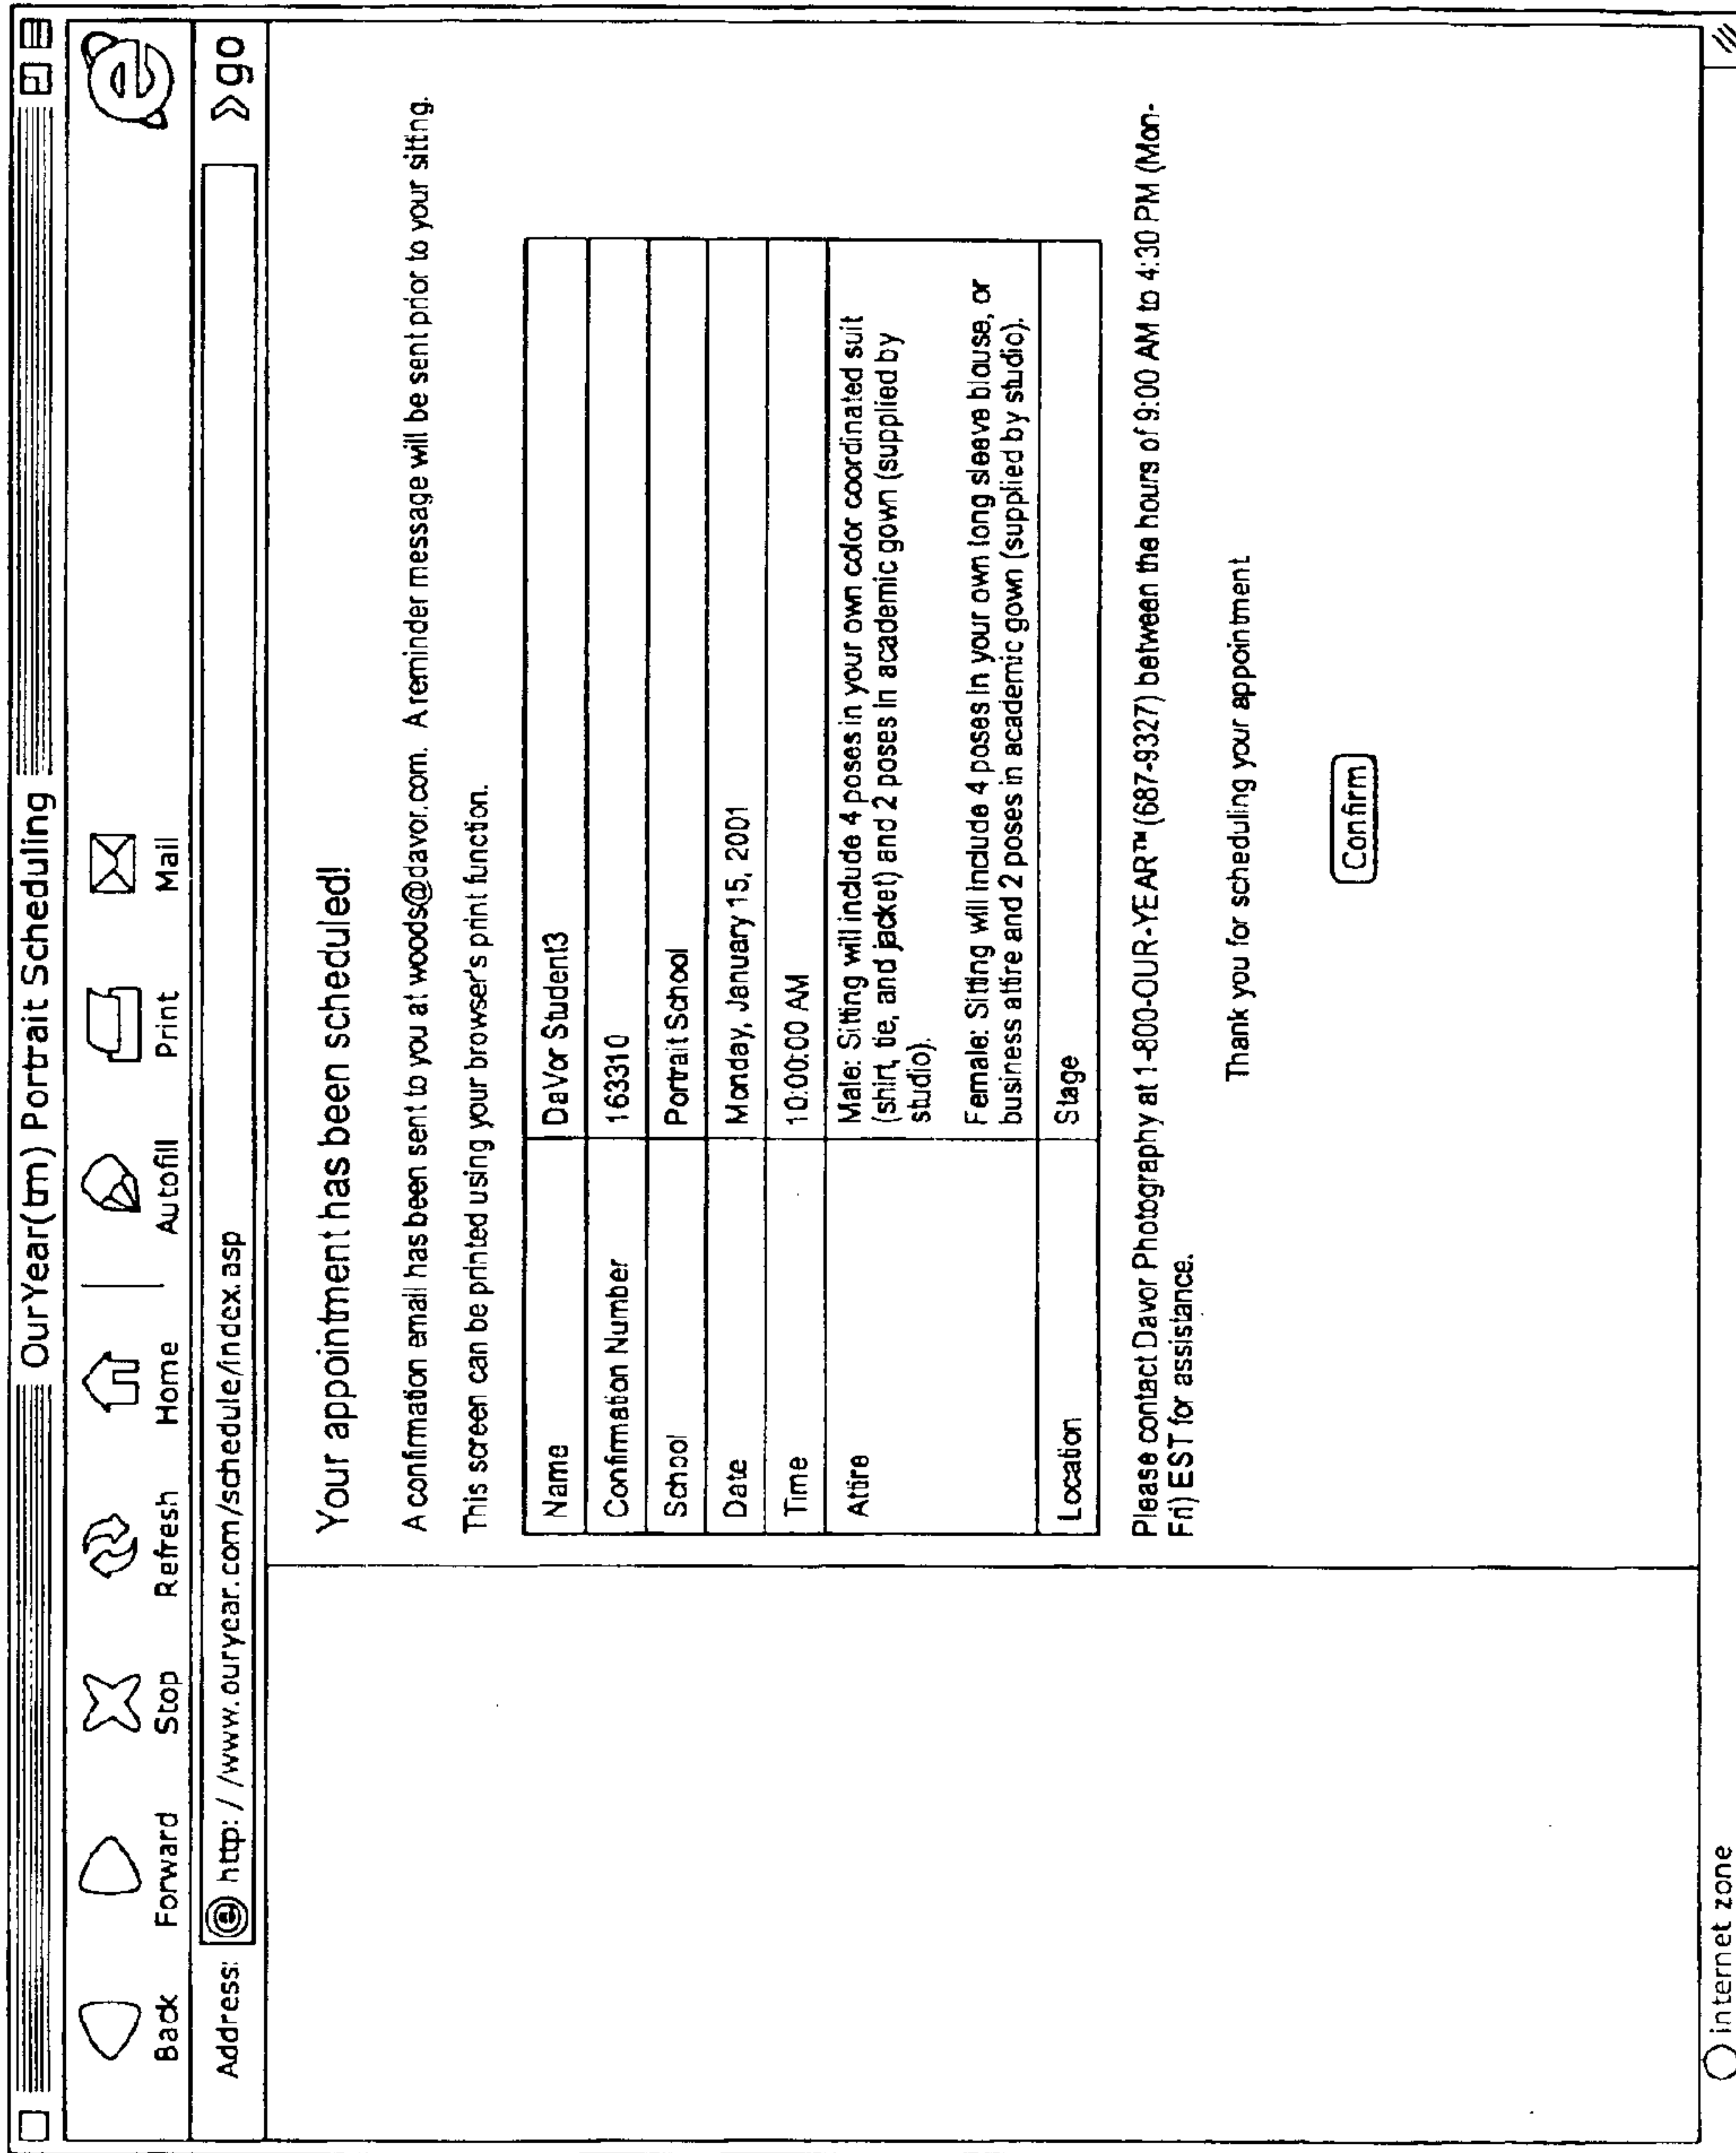 OurYear(tm) Portrait Scheduling
Back Forward Stop Refresh Home Autofill Print Mail
e
Address: @ http: / /www.ouryear.com/schedule/index.asp go
Your appointment has been scheduled!
A confirmation email has been sent to you at woods@davor.com. A reminder message will be sent prior to your sitting.
This screen can be printed using your browser's print function.
Name DaVor Student3
Confirmation Number 163310
School Portrait School
Date Monday, January 15, 2001
Time 10:00:00 AM
Attire Male: Sitting will include 4 poses in your own color coordinated suit
(shirt, tie, and jacket) and 2 poses in academic gown (supplied by
studio).
Female: Sitting will include 4 poses in your own long sleeve blouse, or
business attire and 2 poses in academic gown (supplied by studio).
Location Stage
Please contact Davor Photography at 1-800-OUR-YEAR™ (687-9327) between the hours of 9:00 AM to 4:30 PM (Mon-
Fri) EST for assistance.
Thank you for scheduling your appointment
Confirm
internet zone